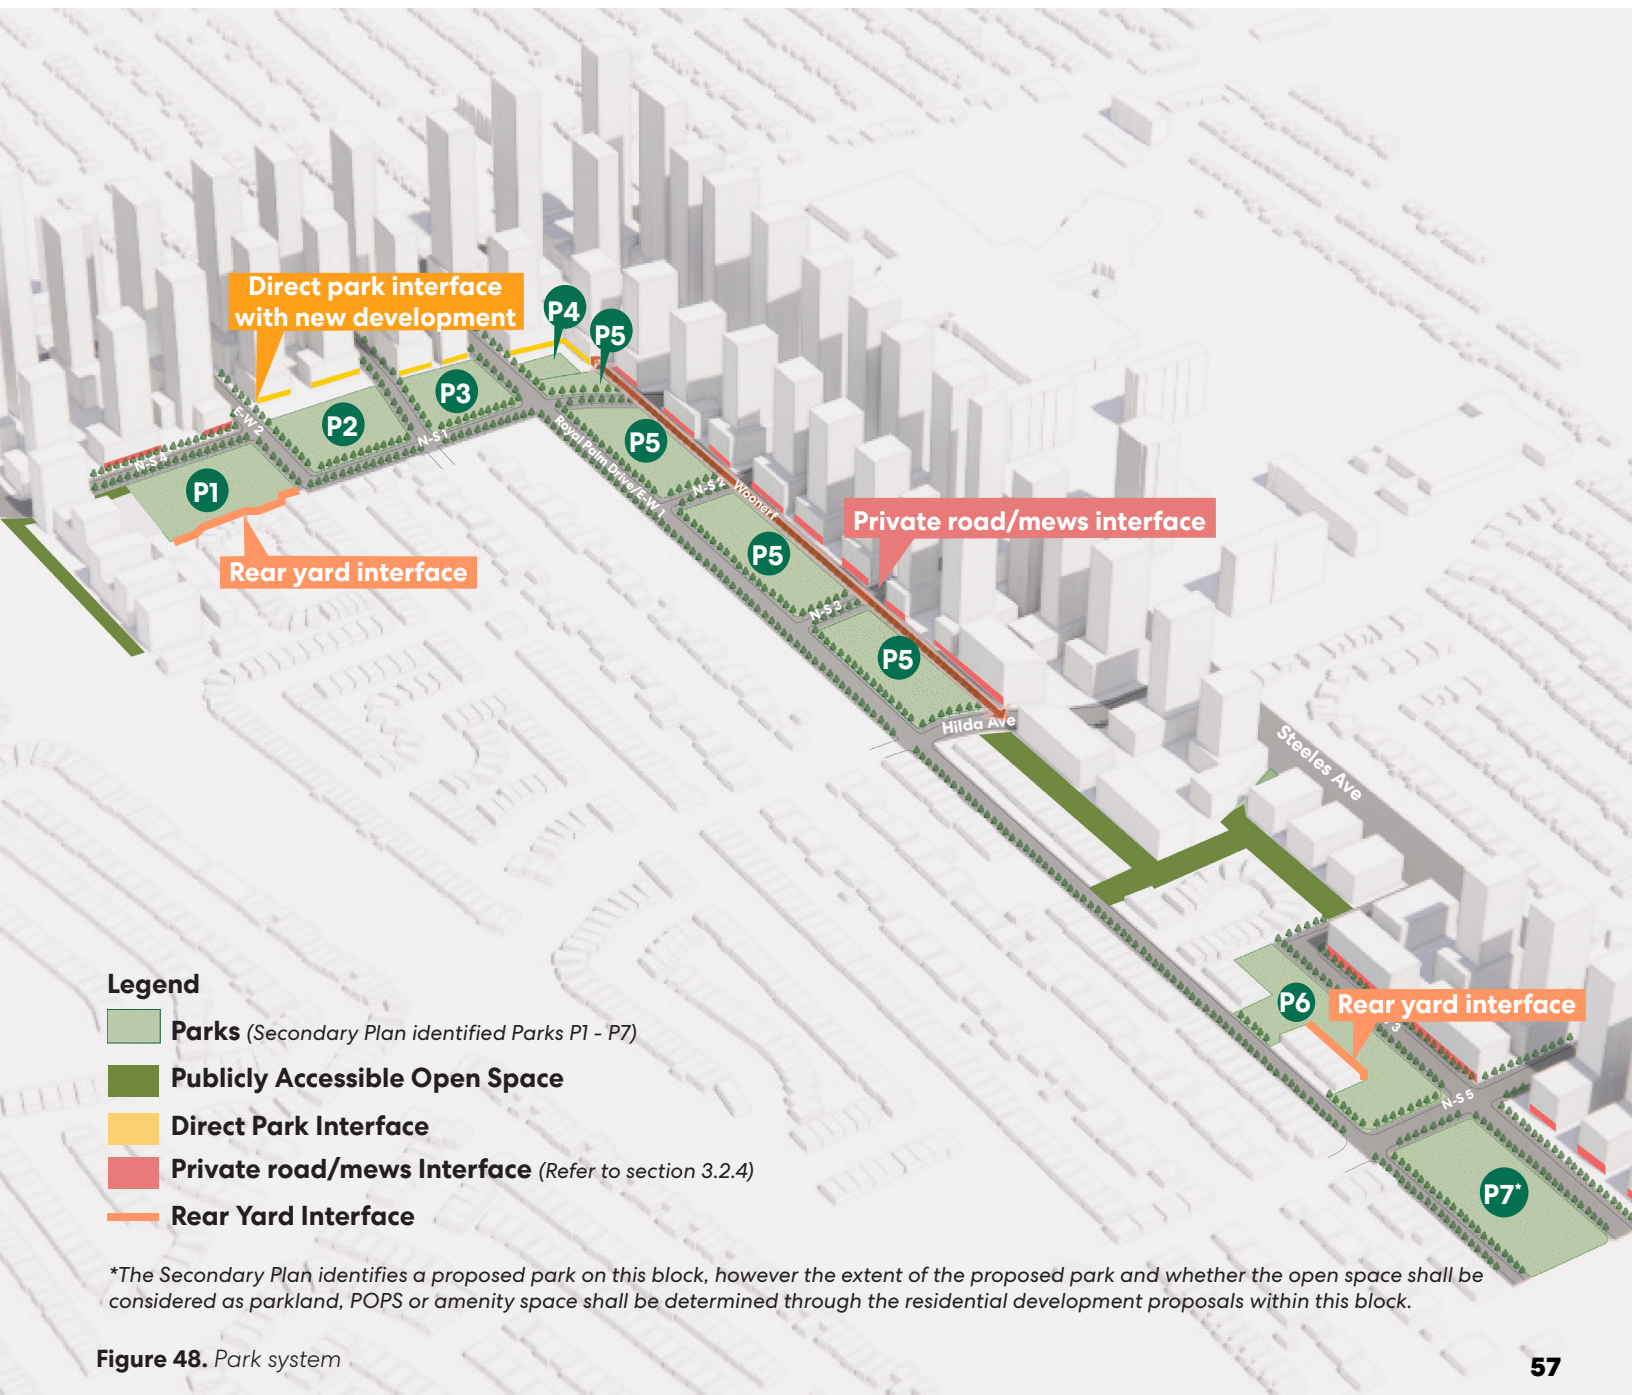 Direct park interface
with new development
P4
P5
P3
P2
E-W 2
N-S 1
N-S 4
P1
Royal Palm Drive/E-W 1
P5
N-S 2
Woonerf
Private road/mews interface
P5
Rear yard interface
N-S 3
P5
Hilda Ave
Steeles Ave
P6
Rear yard interface
3
N-S 5
P7*
Legend
Parks (Secondary Plan identified Parks P1 - P7)
Publicly Accessible Open Space
Direct Park Interface
Private road/mews Interface (Refer to section 3.2.4)
Rear Yard Interface
*The Secondary Plan identifies a proposed park on this block, however the extent of the proposed park and whether the open space shall be
considered as parkland, POPS or amenity space shall be determined through the residential development proposals within this block.
Figure 48. Park system
57